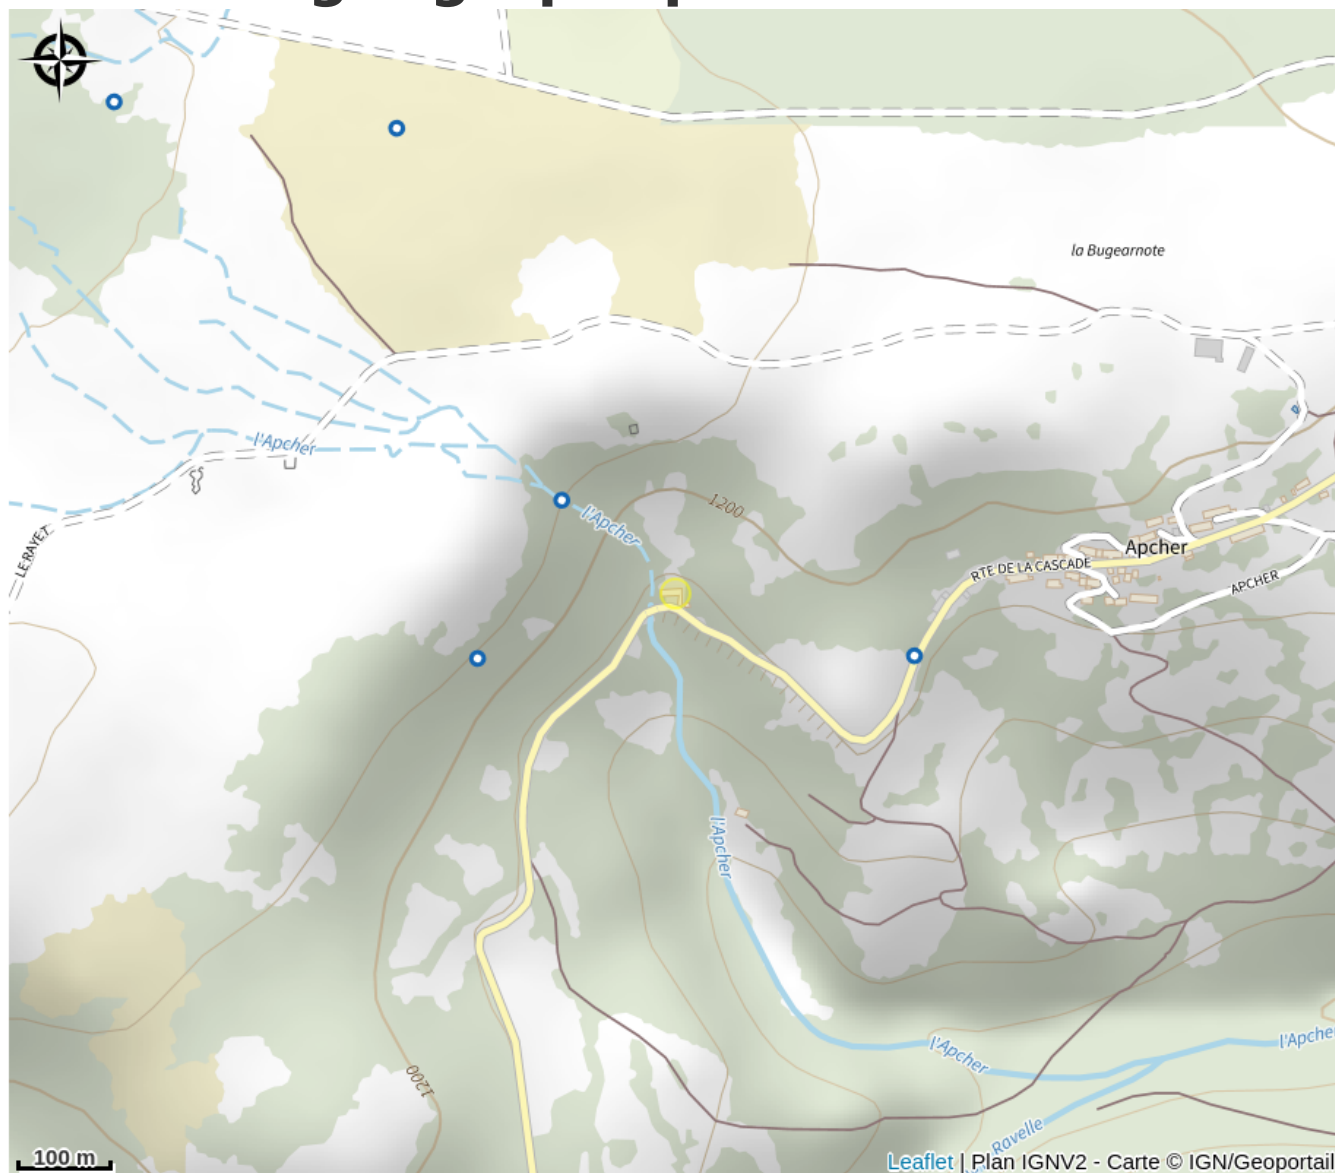 la Bugearnote
l'Apcher
1200
l'Apcher
LE RAYET
Apcher
RTE DE LA CASCADE
APCHER
l'Apcher
l'Apcher
l'Apcher
1200
Ravelle
100 m
Leaflet | Plan IGNV2 - Carte © IGN/Geoportail